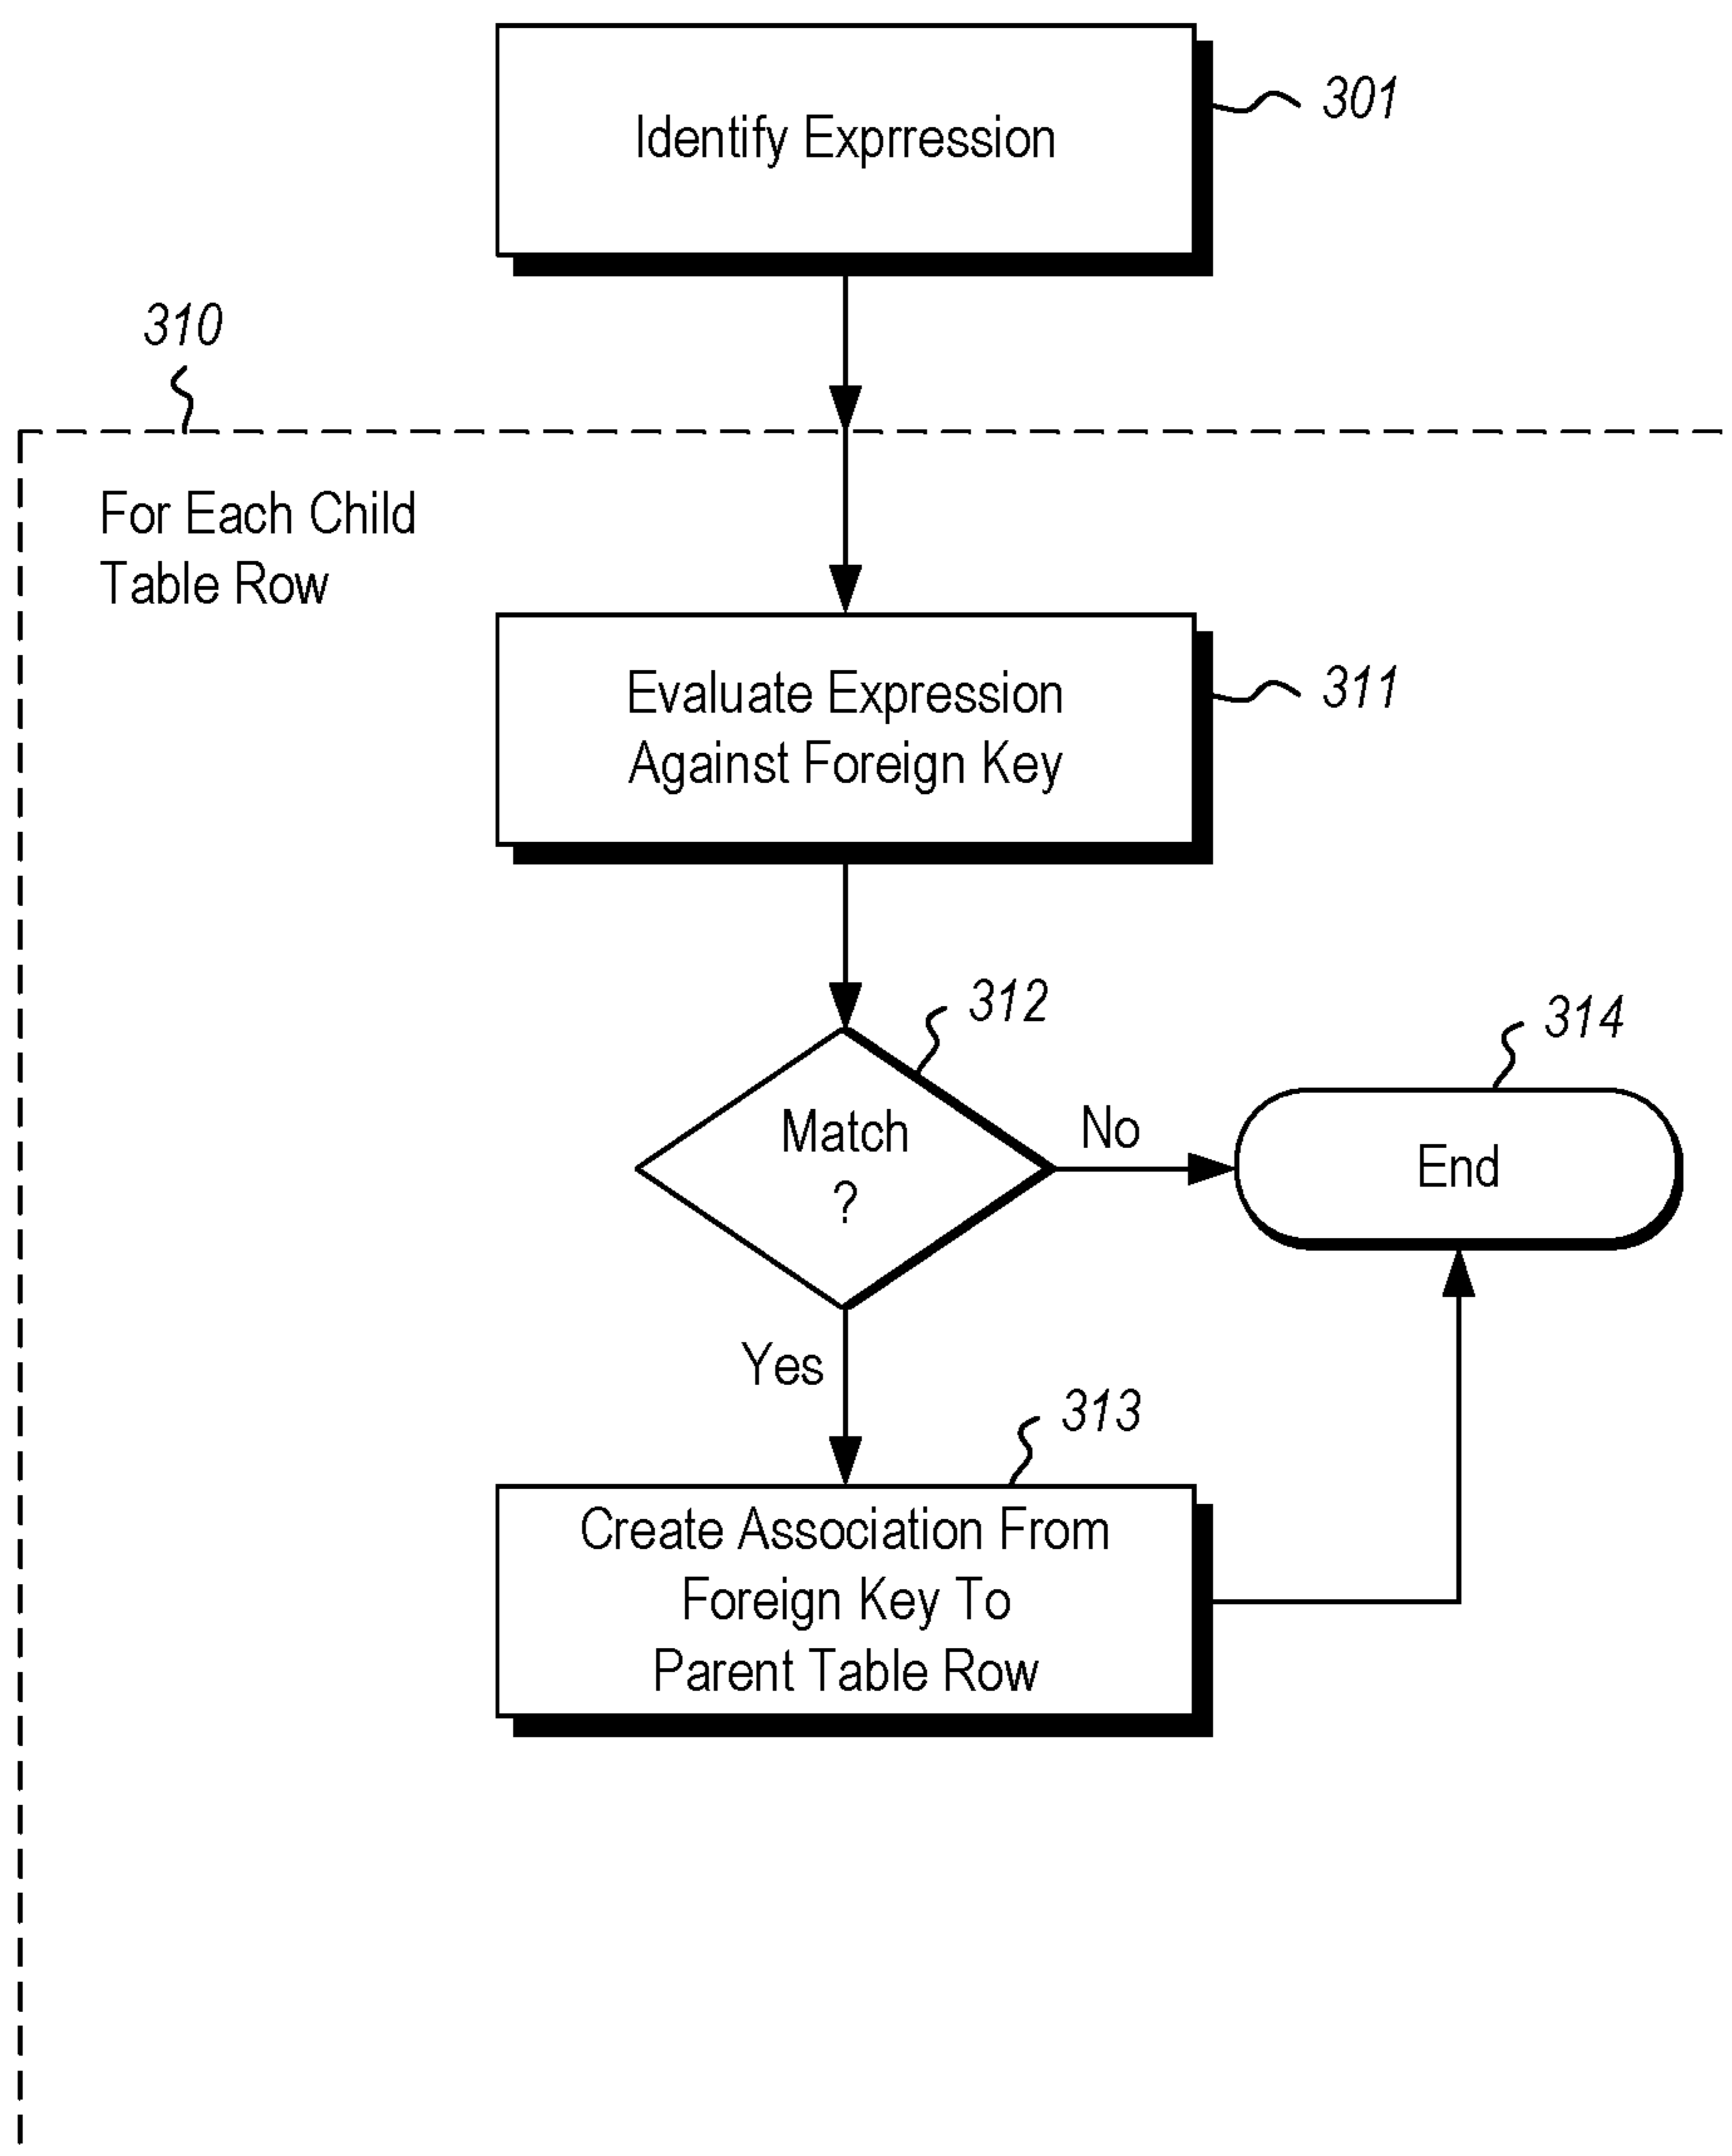 Identify Exprression
301
310
For Each Child
Table Row
Evaluate Expression
Against Foreign Key
311
312
Match
?
No
314
End
Yes
313
Create Association From
Foreign Key To
Parent Table Row